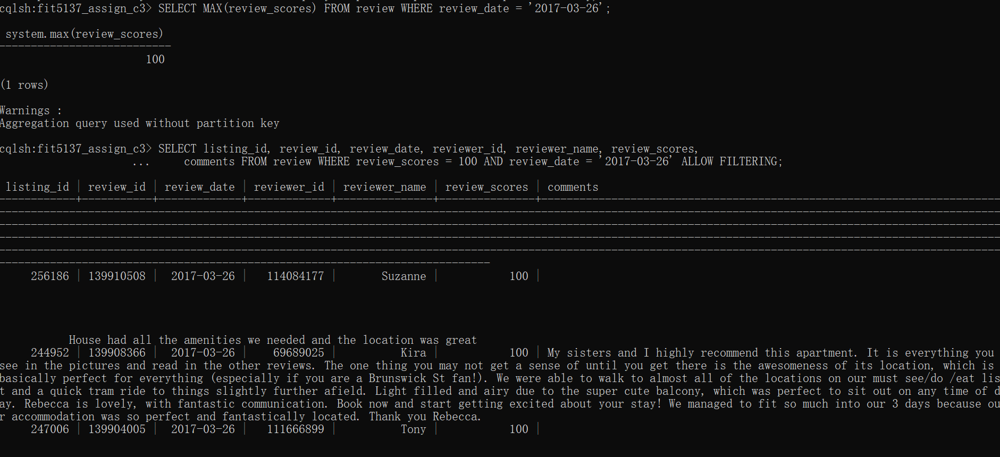 cqlsh:fit5137_assign_c3> SELECT MAX(review_scores) FROM review WHERE review_date = '2017-03-26';
system.max(review_scores)
---------------------------
100
(1 rows)
Warnings :
Aggregation query used without partition key
cqlsh:fit5137_assign_c3> SELECT listing_id, review_id, review_date, reviewer_id, reviewer_name, review_scores,
... comments FROM review WHERE review_scores = 100 AND review_date = '2017-03-26' ALLOW FILTERING;
listing_id | review_id | review_date | reviewer_id | reviewer_name | review_scores | comments
256186 | 139910508 | 2017-03-26 | 114084177 | Suzanne | 100 |
House had all the amenities we needed and the location was great
244952 | 139908366 | 2017-03-26 | 69689025 | Kira | 100 | My sisters and I highly recommend this apartment. It is everything you
see in the pictures and read in the other reviews. The one thing you may not get a sense of until you get there is the awesomeness of its location, which is
basically perfect for everything (especially if you are a Brunswick St fan!). We were able to walk to almost all of the locations on our must see/do /eat lis
t and a quick tram ride to things slightly further afield. Light filled and airy due to the super cute balcony, which was perfect to sit out on any time of d
ay. Rebecca is lovely, with fantastic communication. Book now and start getting excited about your stay! We managed to fit so much into our 3 days because ou
r accommodation was so perfect and fantastically located. Thank you Rebecca.
247006 | 139904005 | 2017-03-26 | 111666899 | Tony | 100 |